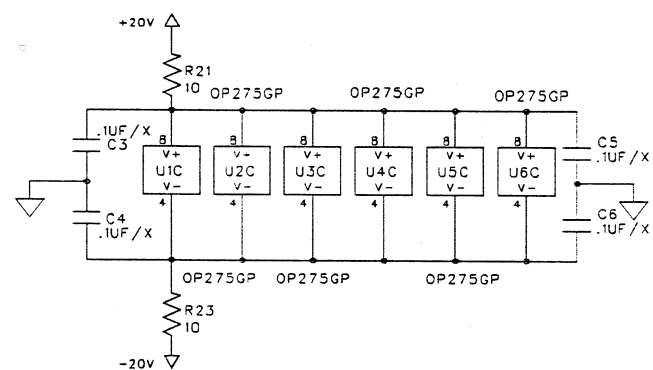 +20V
R21
10
OP275GP
OP275GP
OP275GP
.1UF/X
C3
8
V+
U1C
V-
4
8
V+
U2C
V-
4
8
V+
U3C
V-
4
8
V+
U4C
V-
4
8
V+
U5C
V-
4
8
V+
U6C
V-
4
C5
.1UF/X
C4
.1UF/X
C6
.1UF/X
OP275GP
OP275GP
OP275GP
R23
10
-20V